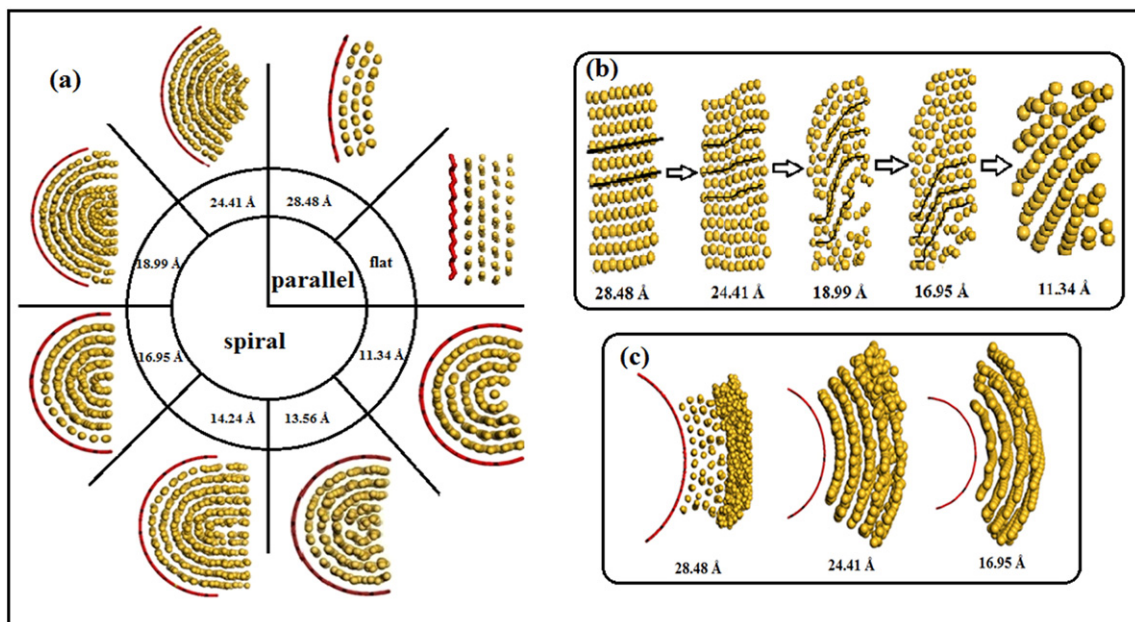 (a)
24.41 Å
28.48 Å
18.99 Å
flat
parallel
spiral
16.95 Å
11.34 Å
14.24 Å
13.56 Å
(b)
28.48 Å
24.41 Å
18.99 Å
16.95 Å
11.34 Å
(c)
28.48 Å
24.41 Å
16.95 Å